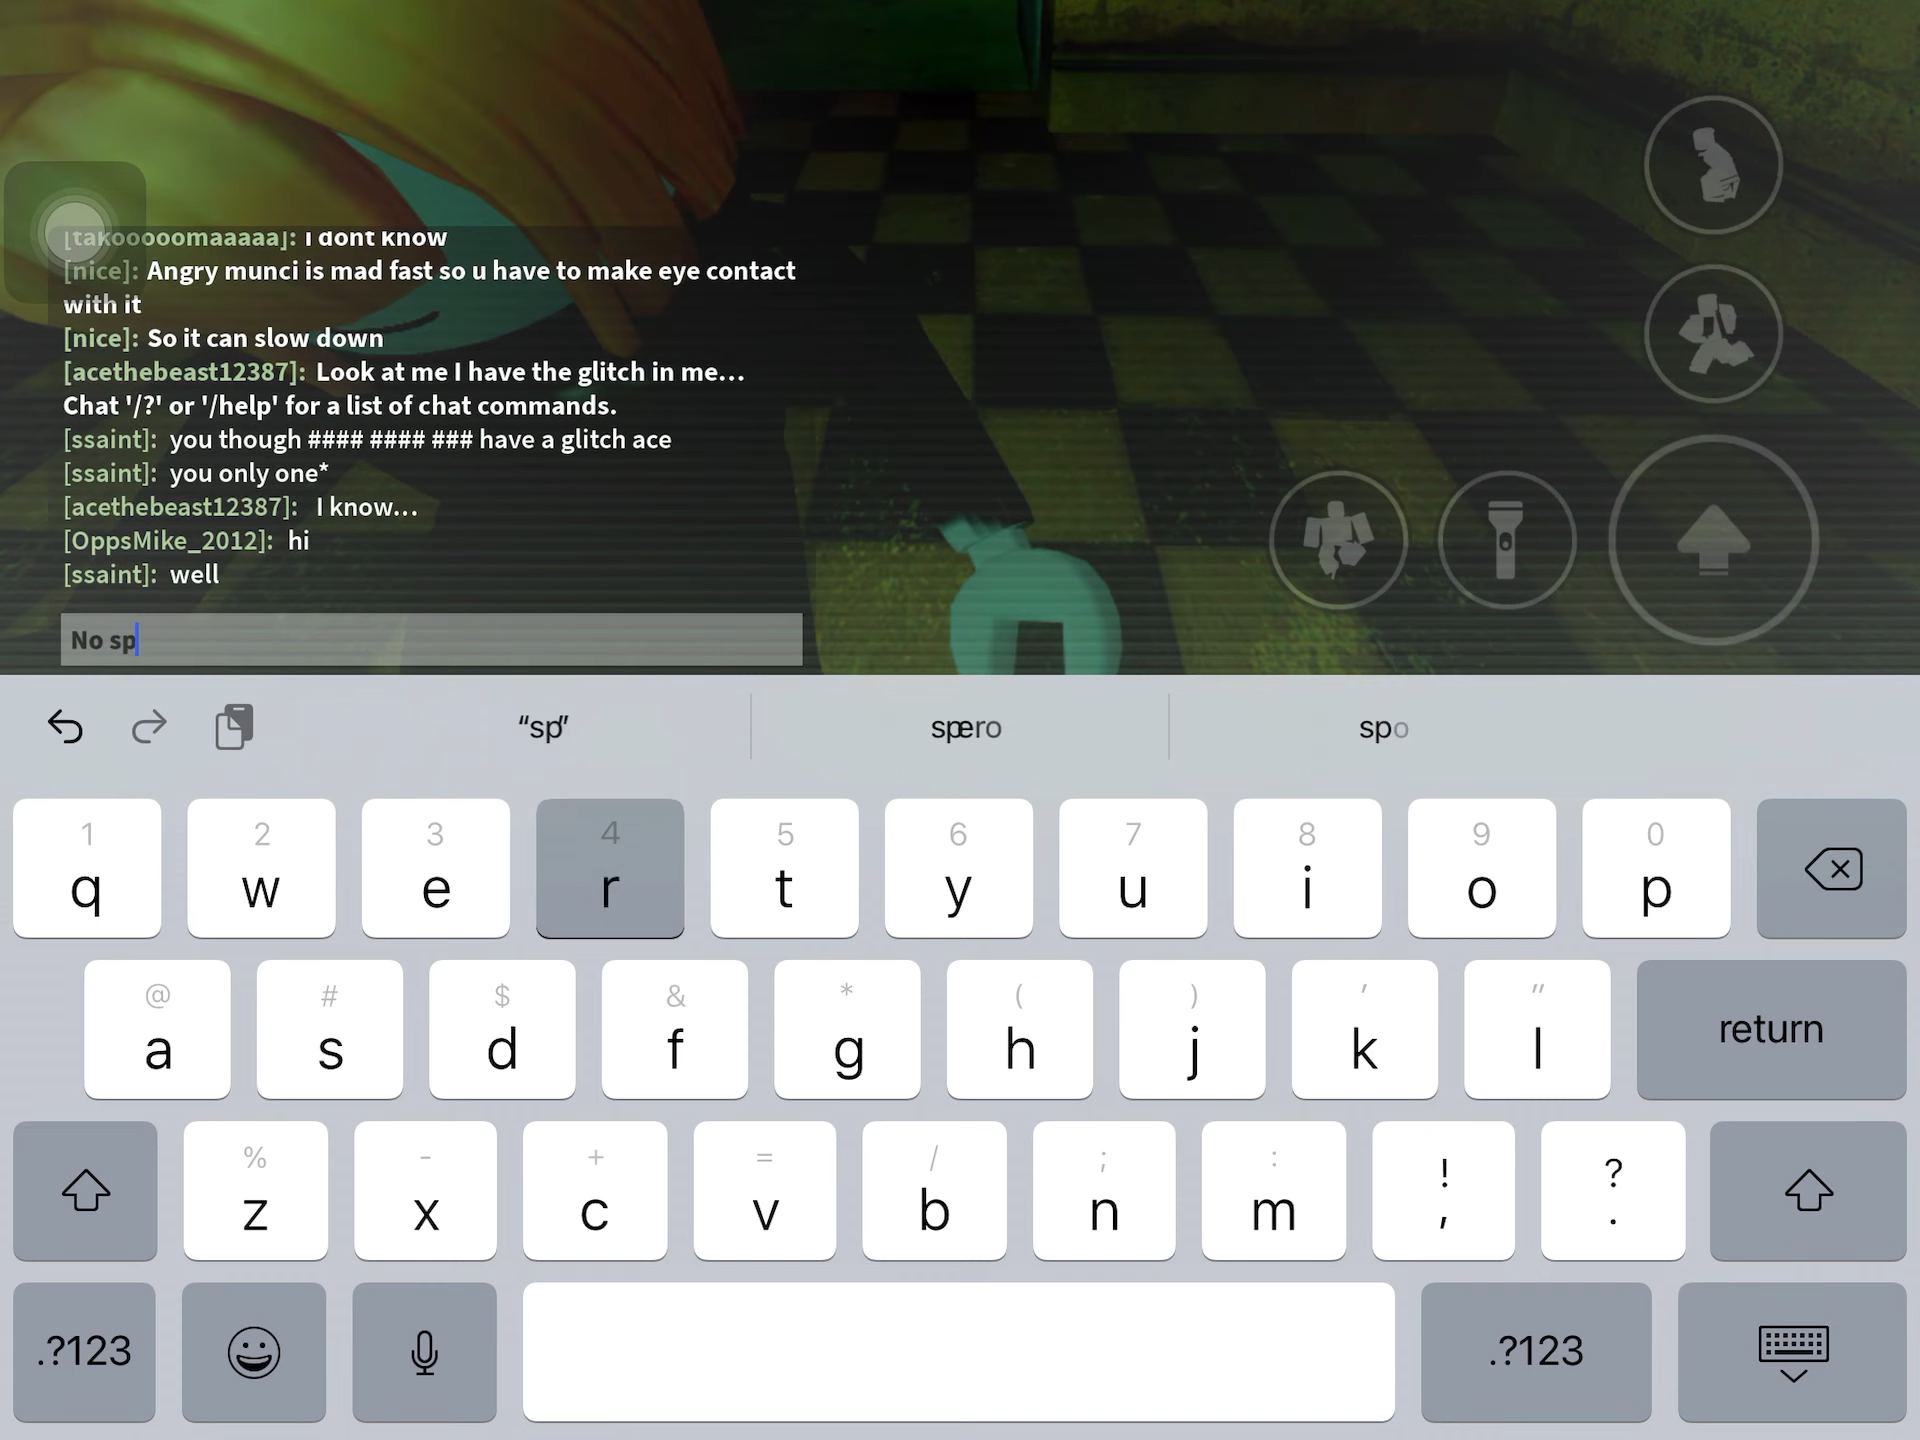 [takooooomaaaaa]: I dont know
[nice]: Angry munci is mad fast so u have to make eye contact
with it
[nice]: So it can slow down
[acethebeast12387]: Look at me I have the glitch in me...
Chat '/?' or '/help' for a list of chat commands.
[ssaint]: you though #### #### ### have a glitch ace
[ssaint]: you only one*
[acethebeast12387]: I know...
[OppsMike_2012]: hi
[ssaint]: well
No sp
“sp” spero spo
1 2 3 4 5 6 7 8 9 0
q w e r t y u i o p
@ # $ & * ( ) ' "
a s d f g h j k l return
% - + = / ; : ! ?
z x c v b n m , .
.?123 .?123